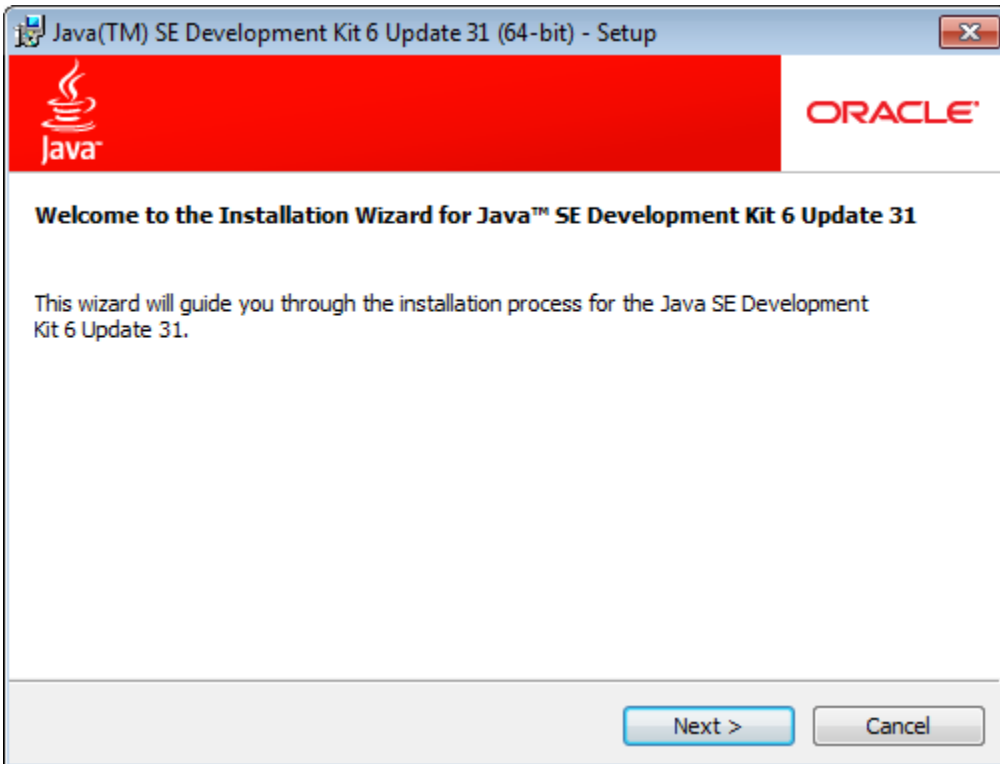 Java(TM) SE Development Kit 6 Update 31 (64-bit) - Setup
Java™
ORACLE®
Welcome to the Installation Wizard for Java™ SE Development Kit 6 Update 31
This wizard will guide you through the installation process for the Java SE Development
Kit 6 Update 31.
Next >
Cancel